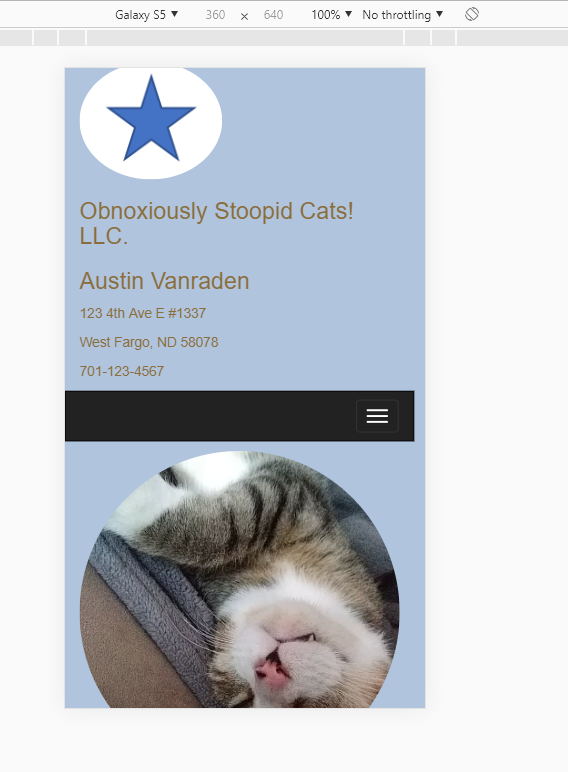 Galaxy S5 ▼ 360 × 640 100% ▼ No throttling ▼
Obnoxiously Stoopid Cats!
LLC.
Austin Vanraden
123 4th Ave E #1337
West Fargo, ND 58078
701-123-4567